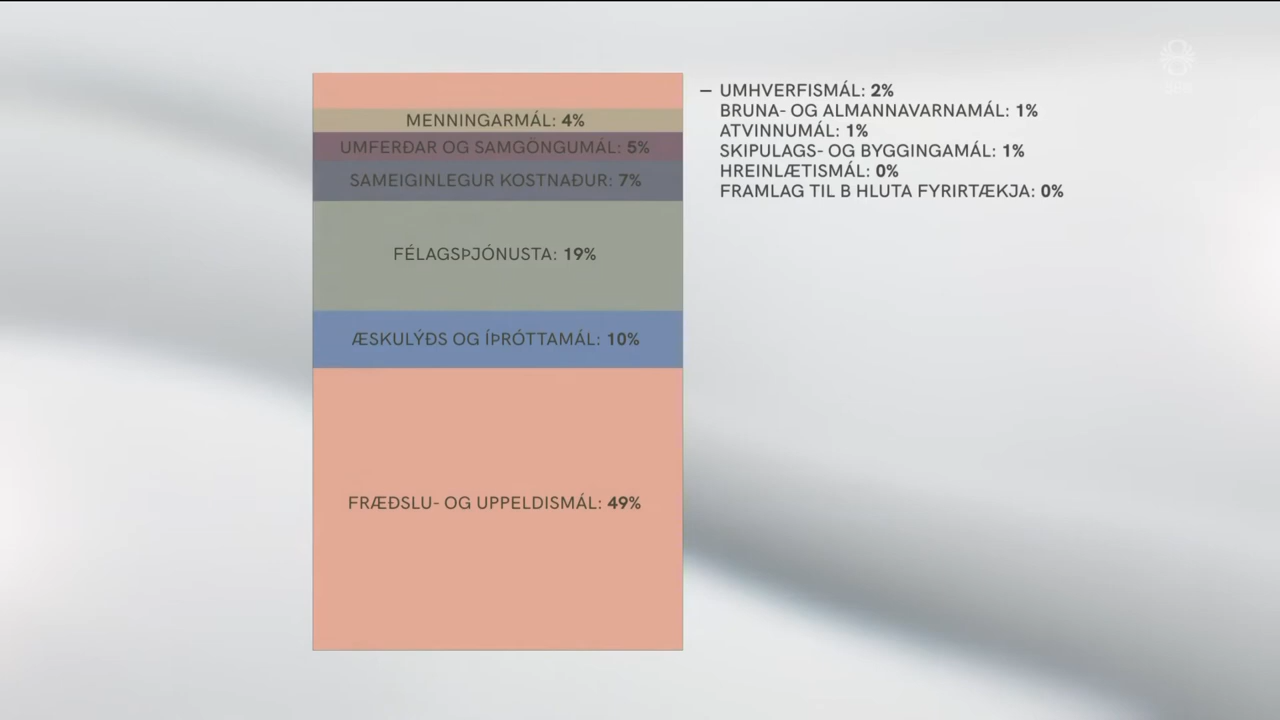 MENNINGARMÁL: 4%
UMFERÐAR OG SAMGÖNGUMÁL: 5%
SAMEIGINLEGUR KOSTNAÐUR: 7%
FÉLAGSÞJÓNUSTA: 19%
ÆSKULÝÐS OG ÍÞRÓTTAMÁL: 10%
FRÆÐSLU- OG UPPELDISMÁL: 49%
– UMHVERFISMÁL: 2%
BRUNA- OG ALMANNAVARNAMÁL: 1%
ATVINNUMÁL: 1%
SKIPULAGS- OG BYGGINGAMÁL: 1%
HREINLÆTISMÁL: 0%
FRAMLAG TIL B HLUTA FYRIRTÆKJA: 0%